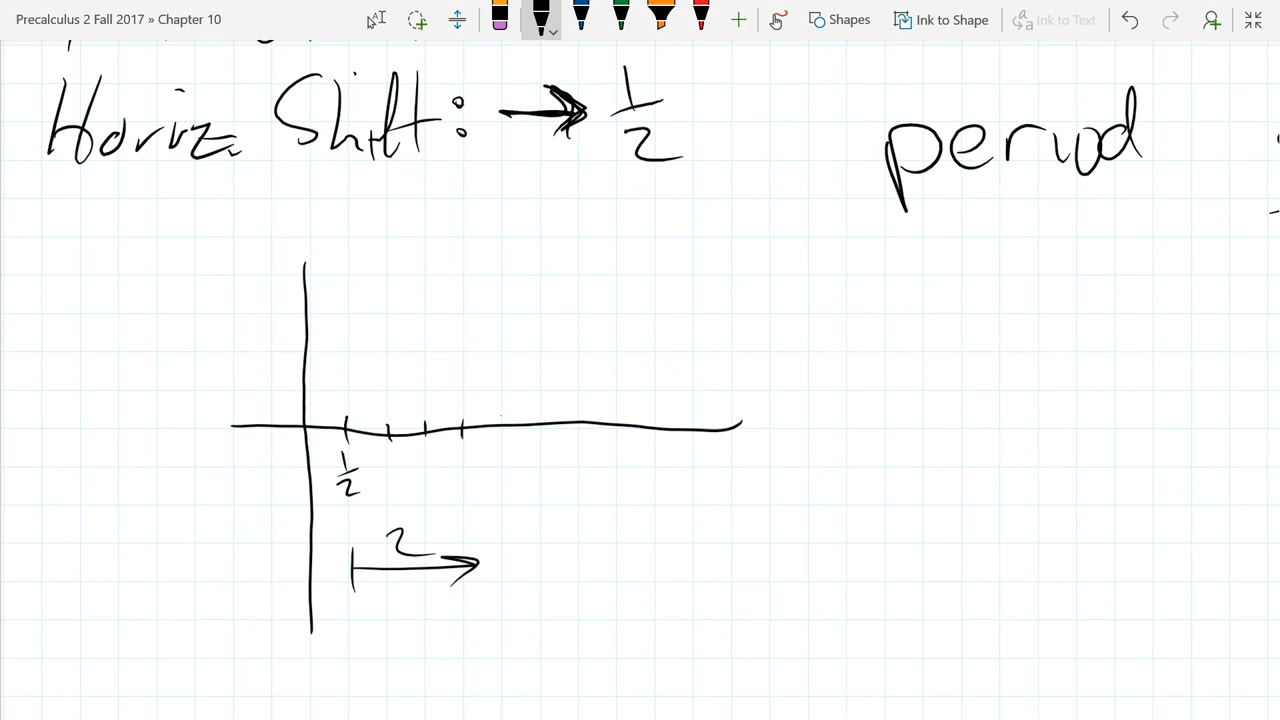 Precalculus 2 Fall 2017 » Chapter 10
Shapes
Ink to Shape
Ink to Text
Horiz. Shift: → 1/2
period
1/2
2